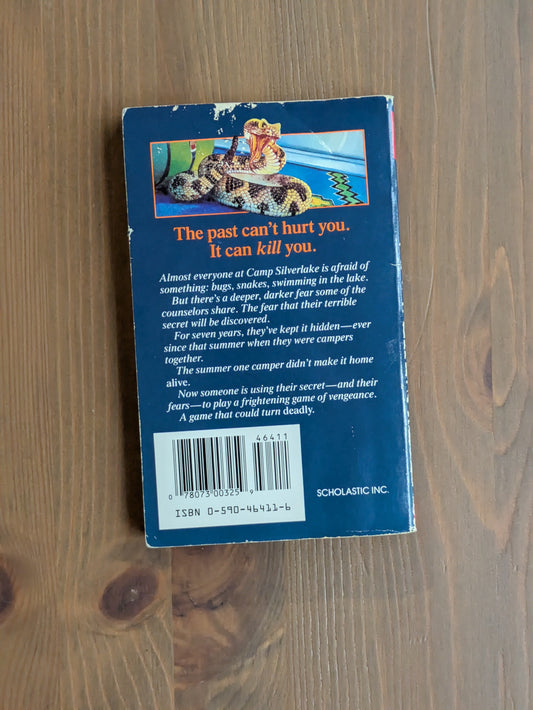 The past can't hurt you.
It can kill you.
Almost everyone at Camp Silverlake is afraid of
something: bugs, snakes, swimming in the lake.
But there's a deeper, darker fear some of the
counselors share. The fear that their terrible
secret will be discovered.
For seven years, they've kept it hidden—ever
since that summer when they were campers
together.
The summer one camper didn't make it home
alive.
Now someone is using their secret—and their
fears—to play a frightening game of vengeance.
A game that could turn deadly.
46411
0 78073 00325 9
ISBN 0-590-46411-6
SCHOLASTIC INC.